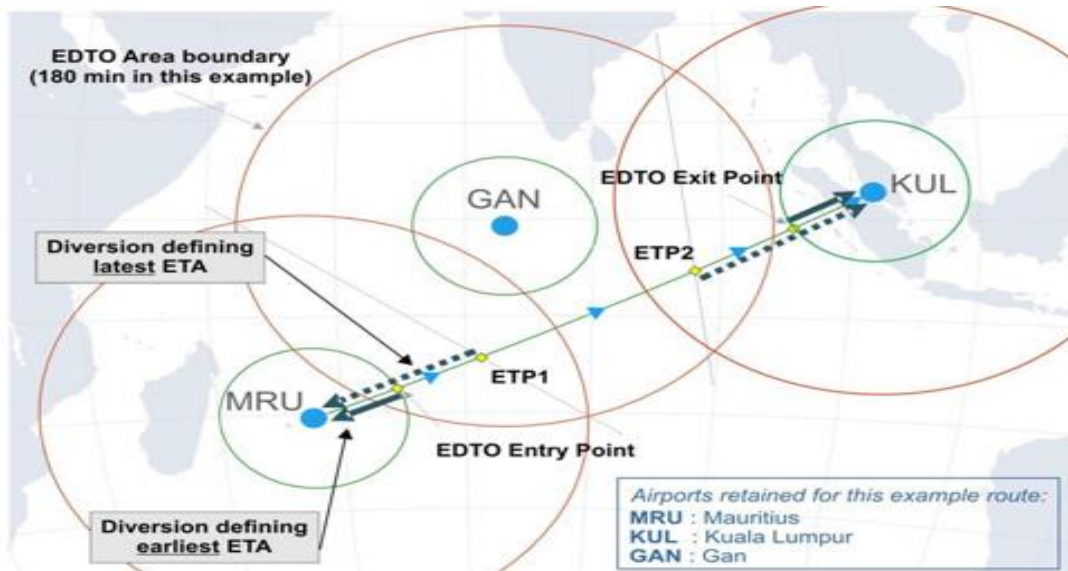 EDTO Area boundary
(180 min in this example)
GAN
EDTO Exit Point
KUL
Diversion defining
latest ETA
ETP2
ETP1
MRU
EDTO Entry Point
Diversion defining
earliest ETA
Airports retained for this example route:
MRU : Mauritius
KUL : Kuala Lumpur
GAN : Gan